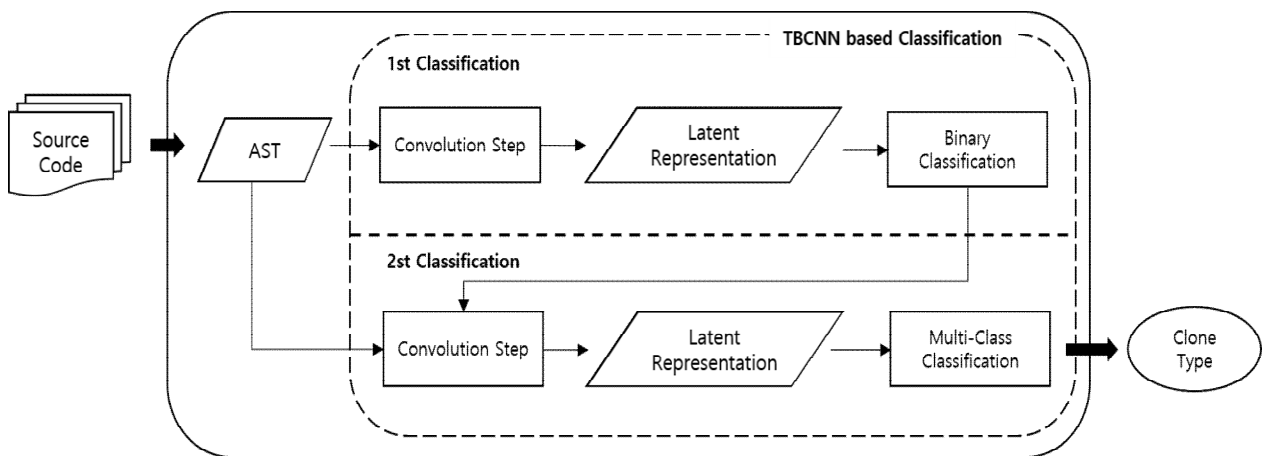 TBCNN based Classification
1st Classification
Source
Code
AST
Convolution Step
Latent
Representation
Binary
Classification
2st Classification
Convolution Step
Latent
Representation
Multi-Class
Classification
Clone
Type